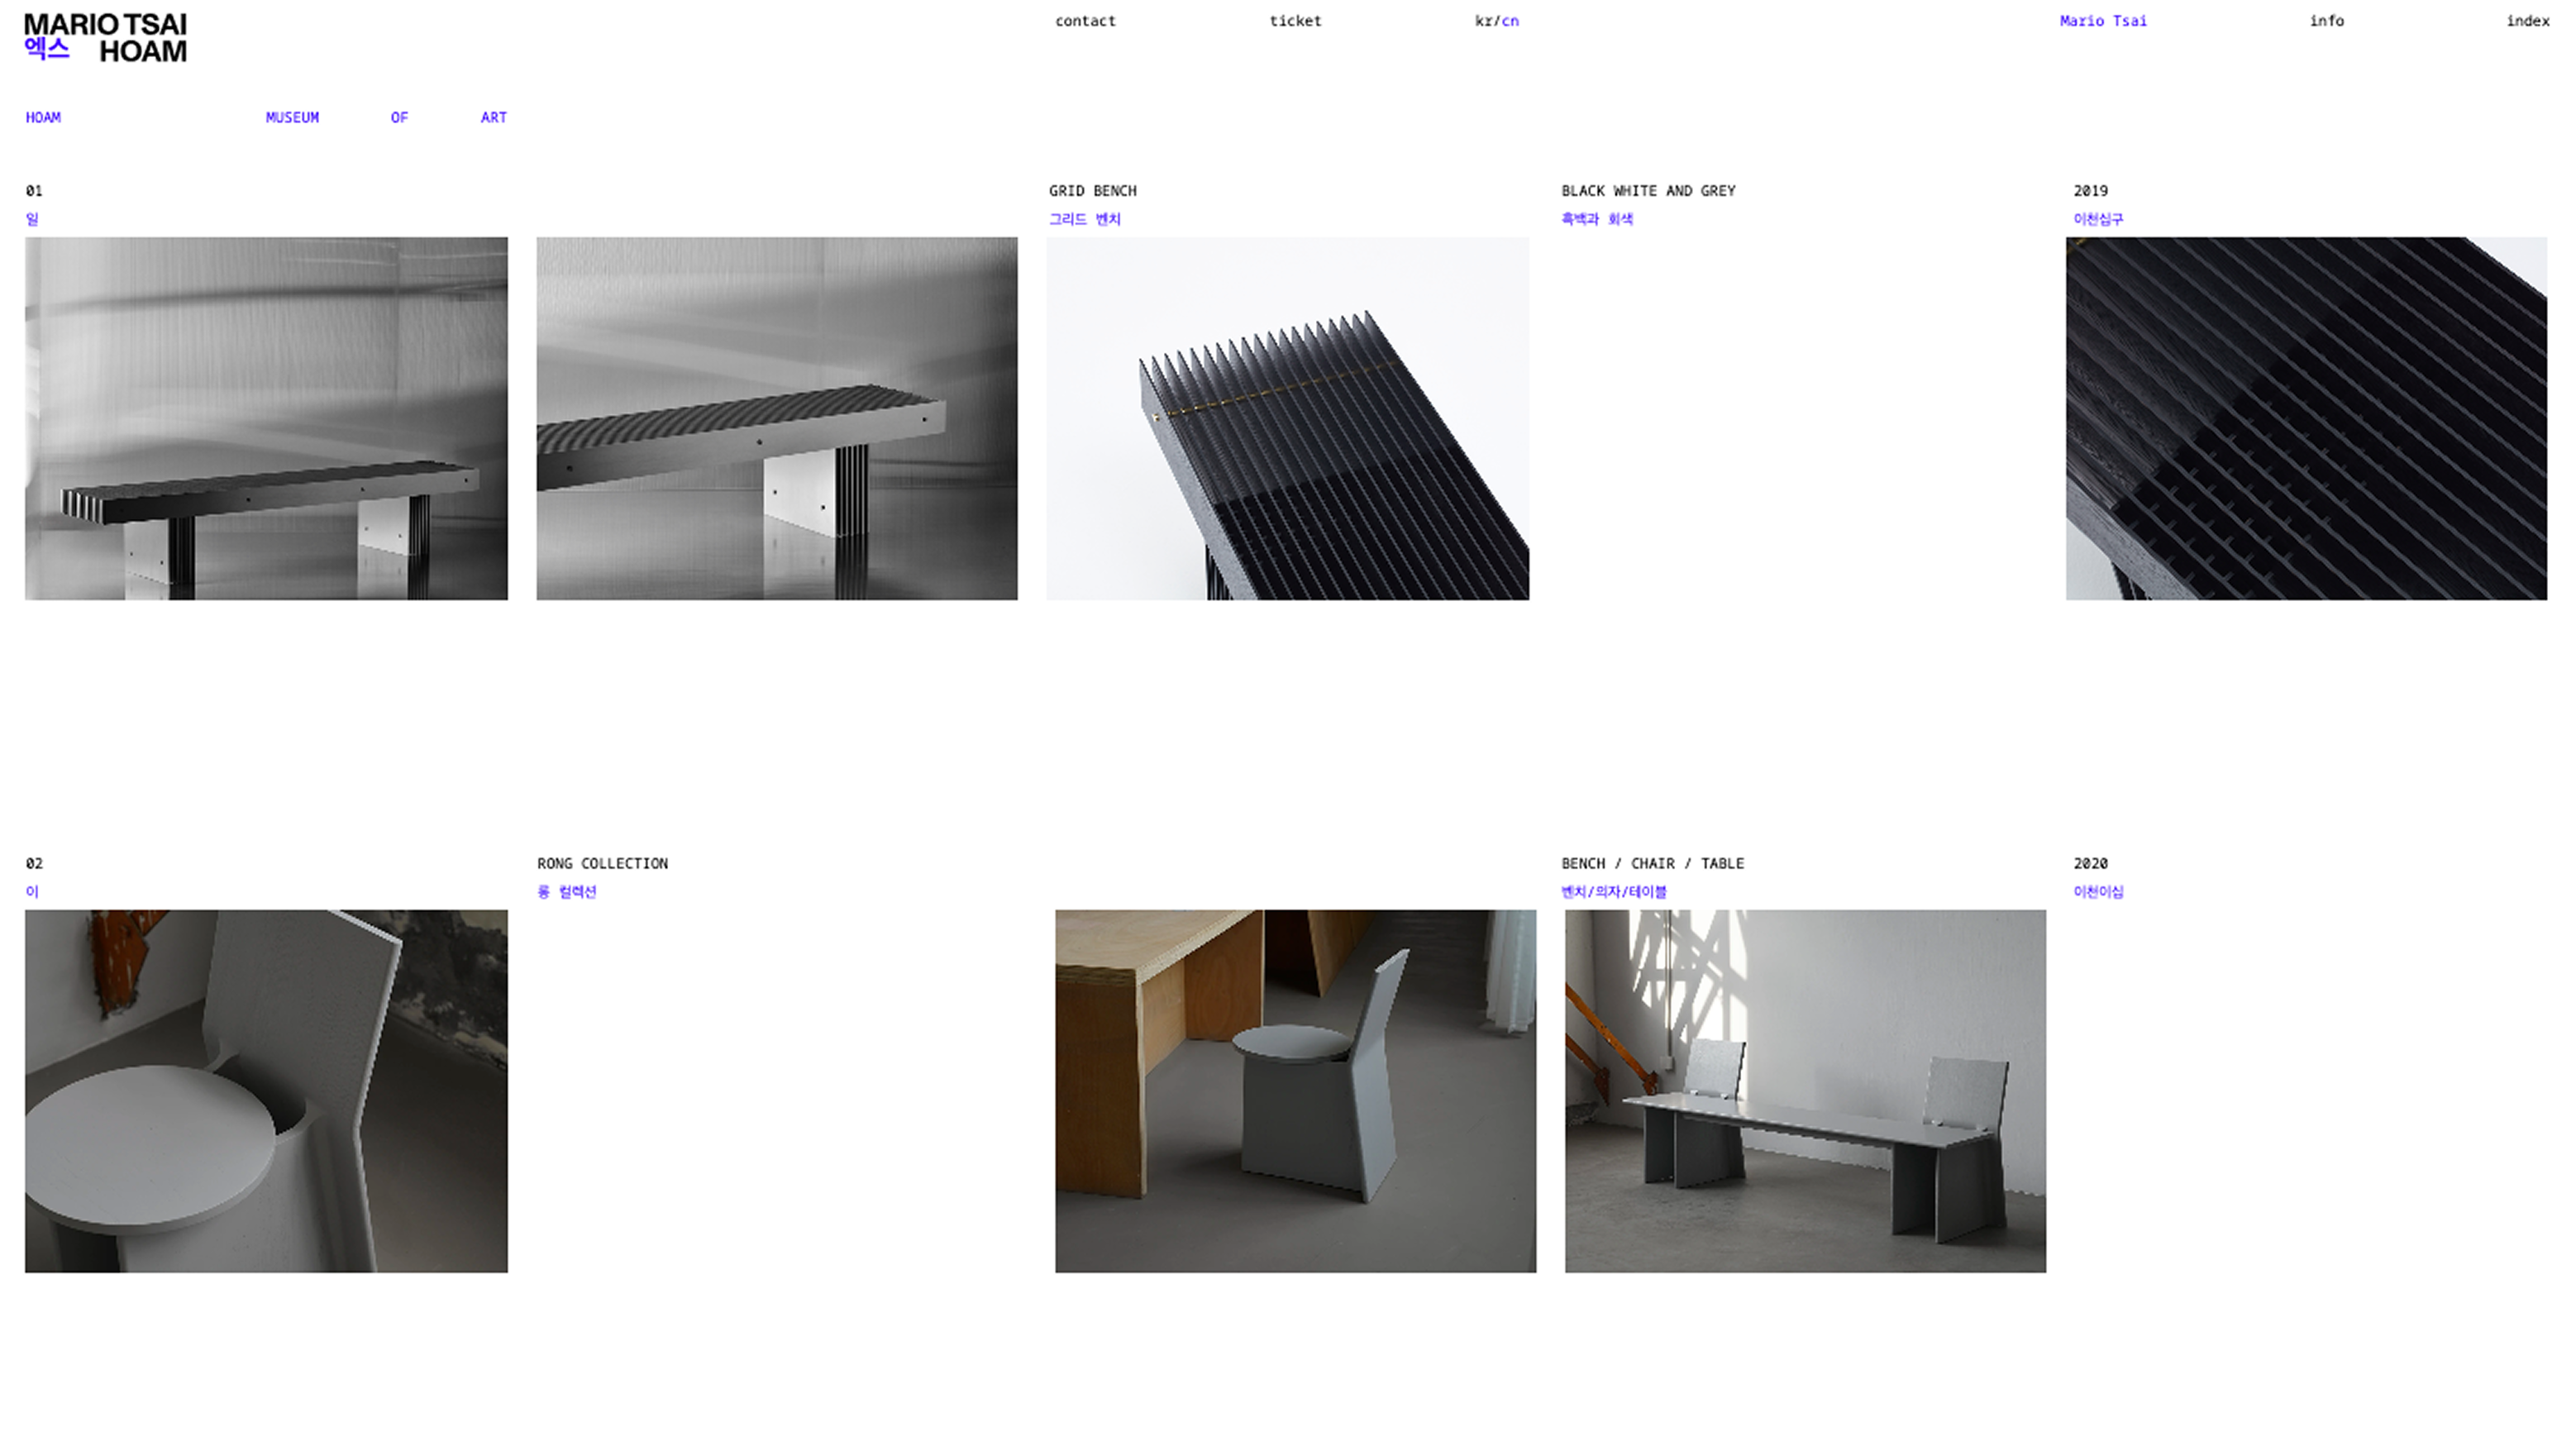 MARIO TSAI
엑스 HOAM
contact ticket kr/cn
Mario Tsai info index
HOAM MUSEUM OF ART
01 GRID BENCH BLACK WHITE AND GREY 2019
일 그리드 벤치 흑백과 회색 이천십구
02 RONG COLLECTION BENCH / CHAIR / TABLE 2020
이 롱 컬렉션 벤치/의자/테이블 이천이십